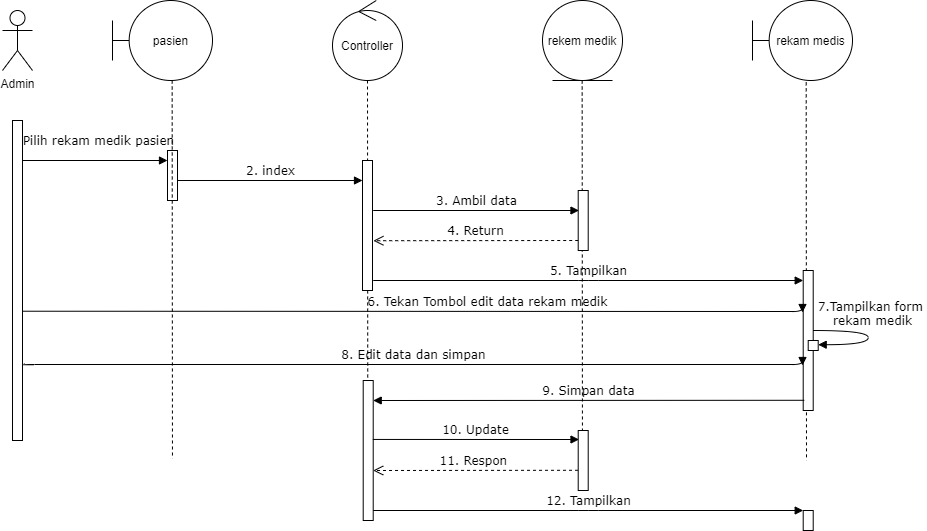 pasien
Controller
rekem medik
rekam medis
Admin
Pilih rekam medik pasien
2. index
3. Ambil data
4. Return
5. Tampilkan
6. Tekan Tombol edit data rekam medik
7.Tampilkan form
rekam medik
8. Edit data dan simpan
9. Simpan data
10. Update
11. Respon
12. Tampilkan